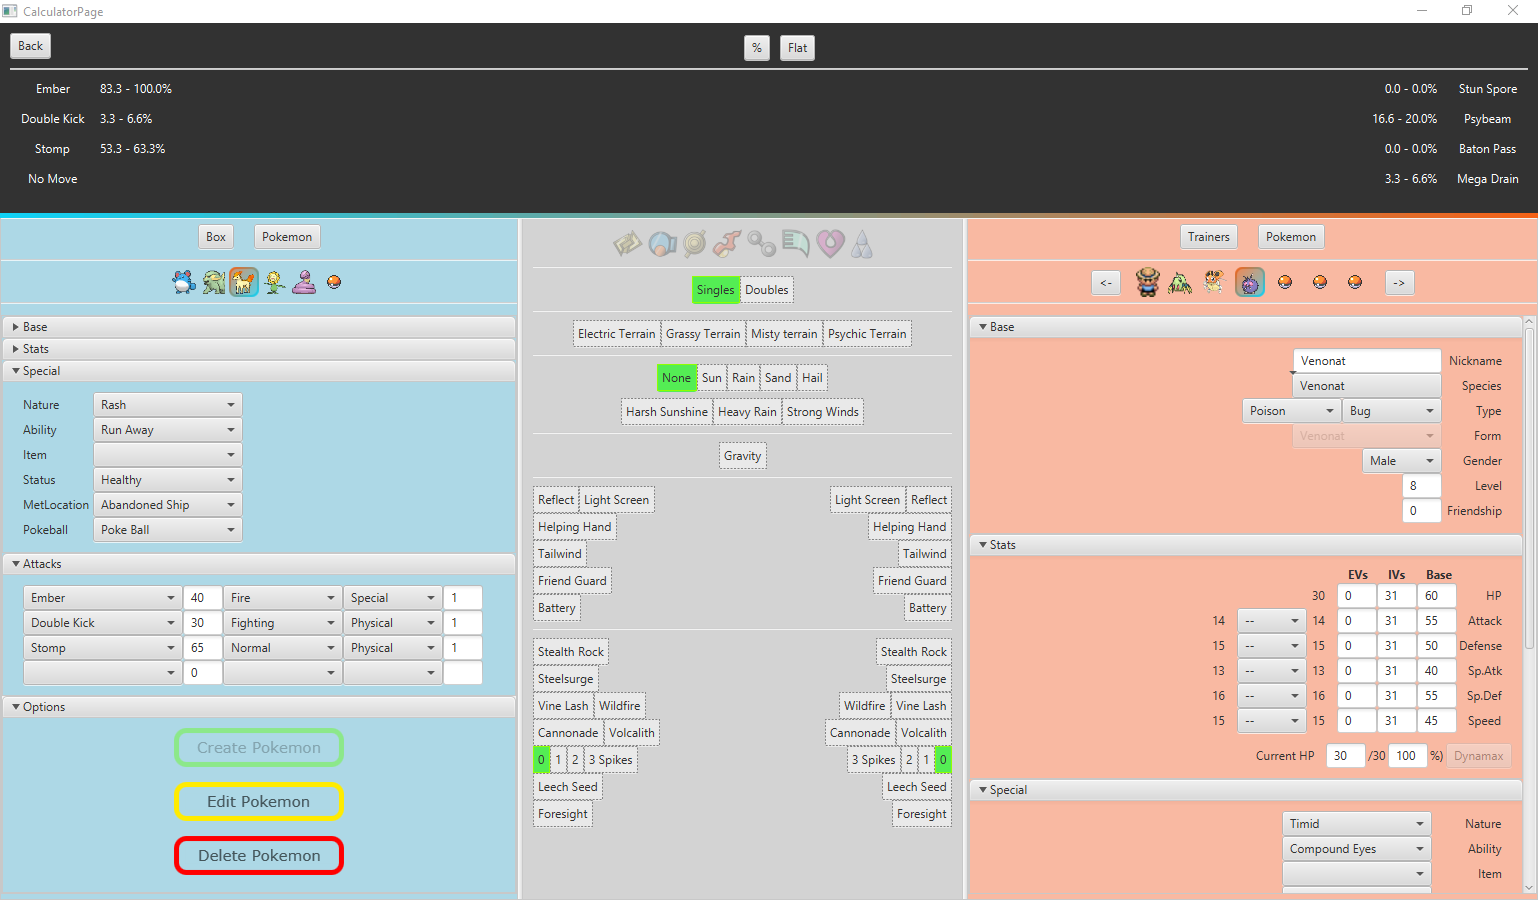 CalculatorPage
Back
% Flat
Ember 83.3 - 100.0% 0.0 - 0.0% Stun Spore
Double Kick 3.3 - 6.6% 16.6 - 20.0% Psybeam
Stomp 53.3 - 63.3% 0.0 - 0.0% Baton Pass
No Move 3.3 - 6.6% Mega Drain
Box Pokemon
Base
Stats
Special
Nature Rash
Ability Run Away
Item
Status Healthy
MetLocation Abandoned Ship
Pokeball Poke Ball
Attacks
Ember 40 Fire Special 1
Double Kick 30 Fighting Physical 1
Stomp 65 Normal Physical 1
0
Options
Create Pokemon
Edit Pokemon
Delete Pokemon
Singles Doubles
Electric Terrain Grassy Terrain Misty terrain Psychic Terrain
None Sun Rain Sand Hail
Harsh Sunshine Heavy Rain Strong Winds
Gravity
Reflect Light Screen Light Screen Reflect
Helping Hand Helping Hand
Tailwind Tailwind
Friend Guard Friend Guard
Battery Battery
Stealth Rock Stealth Rock
Steelsurge Steelsurge
Vine Lash Wildfire Wildfire Vine Lash
Cannonade Volcalith Cannonade Volcalith
0 1 2 3 Spikes 3 Spikes 2 1 0
Leech Seed Leech Seed
Foresight Foresight
Trainers Pokemon
<- ->
Base
Venonat Nickname
Venonat Species
Poison Bug Type
Venonat Form
Male Gender
8 Level
0 Friendship
Stats
EVs IVs Base
30 0 31 60 HP
14 -- 14 0 31 55 Attack
15 -- 15 0 31 50 Defense
13 -- 13 0 31 40 Sp.Atk
16 -- 16 0 31 55 Sp.Def
15 -- 15 0 31 45 Speed
Current HP 30 /30 100 %) Dynamax
Special
Timid Nature
Compound Eyes Ability
Item